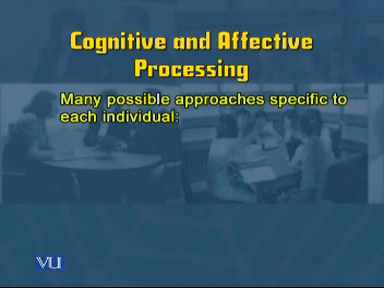 Cognitive and Affective
Processing
Many possible approaches specific to
each individual:
VU